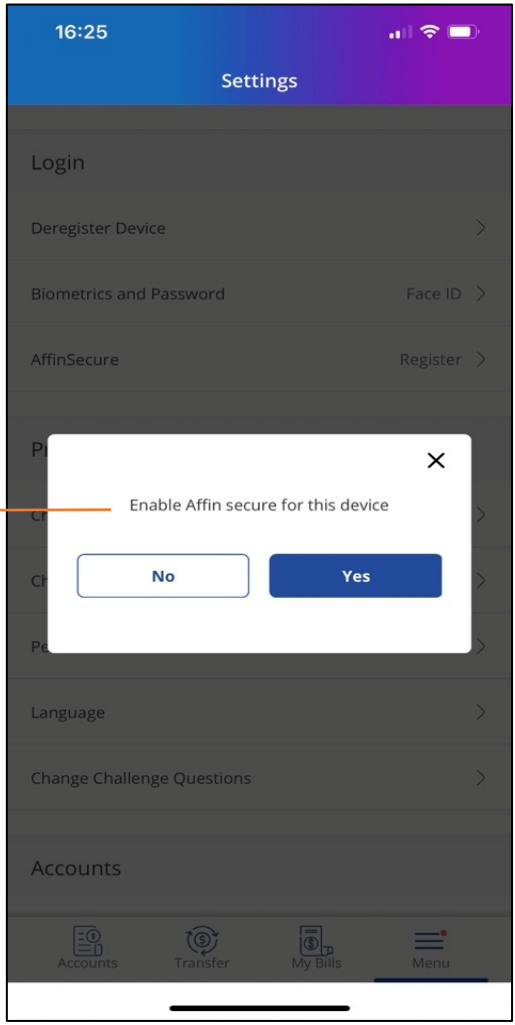 16:25
Settings
Login
Deregister Device
Biometrics and Password Face ID
AffinSecure Register
Enable Affin secure for this device
No Yes
Language
Change Challenge Questions
Accounts
Accounts Transfer My Bills Menu